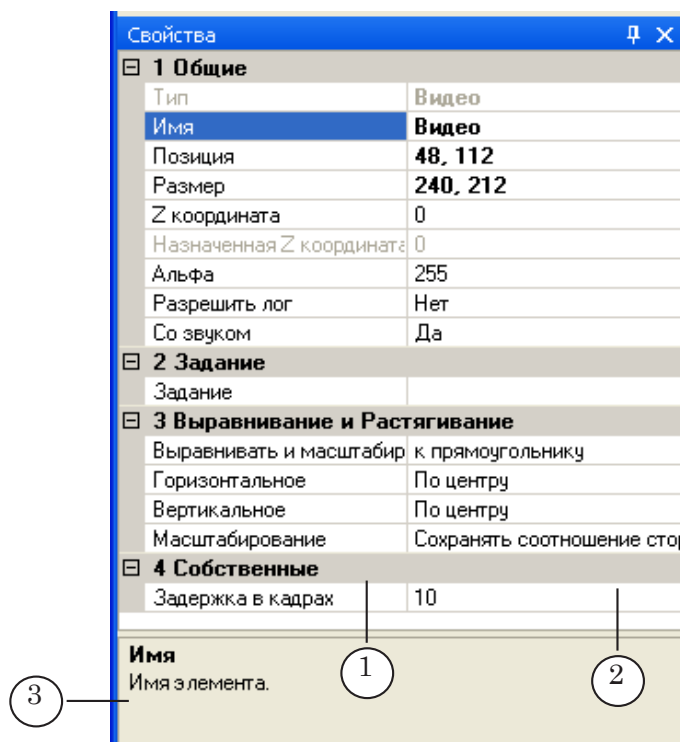 Свойства
1 Общие
Тип Видео
Имя Видео
Позиция 48, 112
Размер 240, 212
Z координата 0
Назначенная Z координата 0
Альфа 255
Разрешить лог Нет
Со звуком Да
2 Задание
Задание
3 Выравнивание и Растягивание
Выравнивать и масштабир к прямоугольнику
Горизонтальное По центру
Вертикальное По центру
Масштабирование Сохранять соотношение стор
4 Собственные
Задержка в кадрах 10
Имя
Имя элемента.
1
2
3